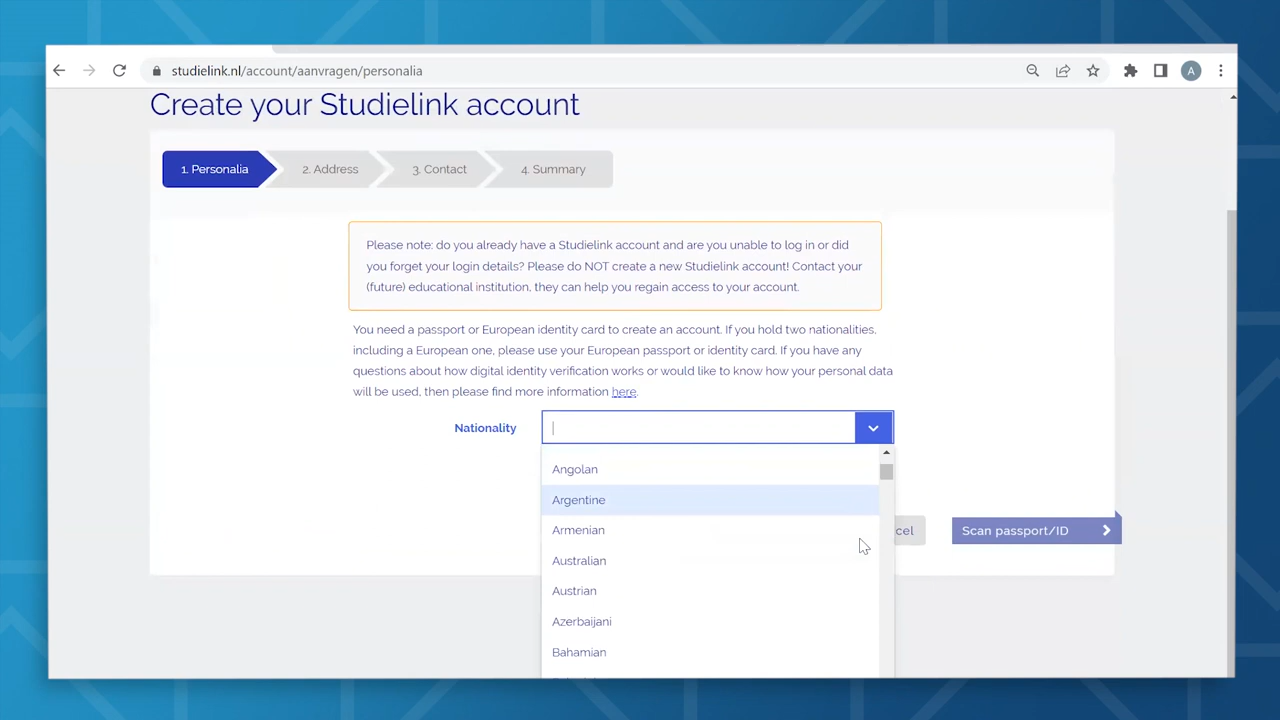 studielink.nl/account/aanvragen/personalia
A
Create your Studielink account
1. Personalia
2. Address
3. Contact
4. Summary
Please note: do you already have a Studielink account and are you unable to log in or did
you forget your login details? Please do NOT create a new Studielink account! Contact your
(future) educational institution, they can help you regain access to your account.
You need a passport or European identity card to create an account. If you hold two nationalities,
including a European one, please use your European passport or identity card. If you have any
questions about how digital identity verification works or would like to know how your personal data
will be used, then please find more information here.
Nationality
Angolan
Argentine
Armenian
cel
Scan passport/ID
Australian
Austrian
Azerbaijani
Bahamian